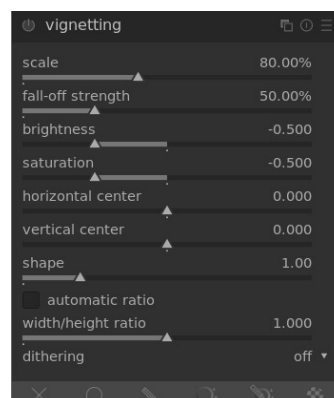 vignetting
scale 80.00%
fall-off strength 50.00%
brightness -0.500
saturation -0.500
horizontal center 0.000
vertical center 0.000
shape 1.00
automatic ratio
width/height ratio 1.000
dithering off